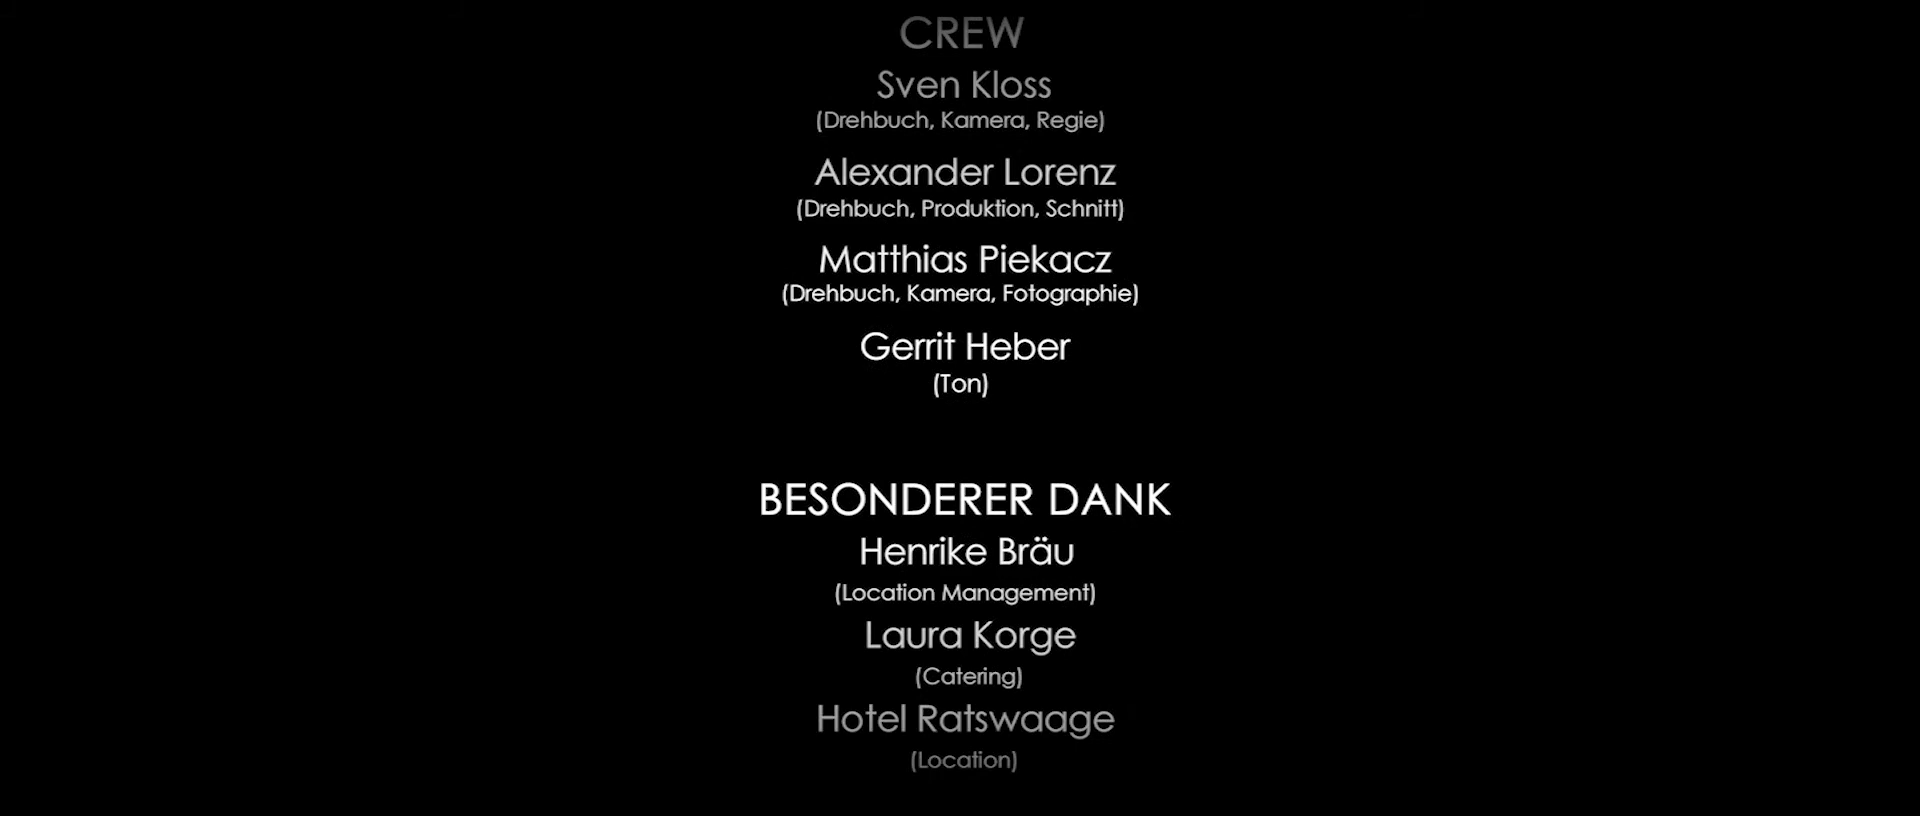 CREW
Sven Kloss
(Drehbuch, Kamera, Regie)
Alexander Lorenz
(Drehbuch, Produktion, Schnitt)
Matthias Piekacz
(Drehbuch, Kamera, Fotographie)
Gerrit Heber
(Ton)
BESONDERER DANK
Henrike Bräu
(Location Management)
Laura Korge
(Catering)
Hotel Ratswaage
(Location)